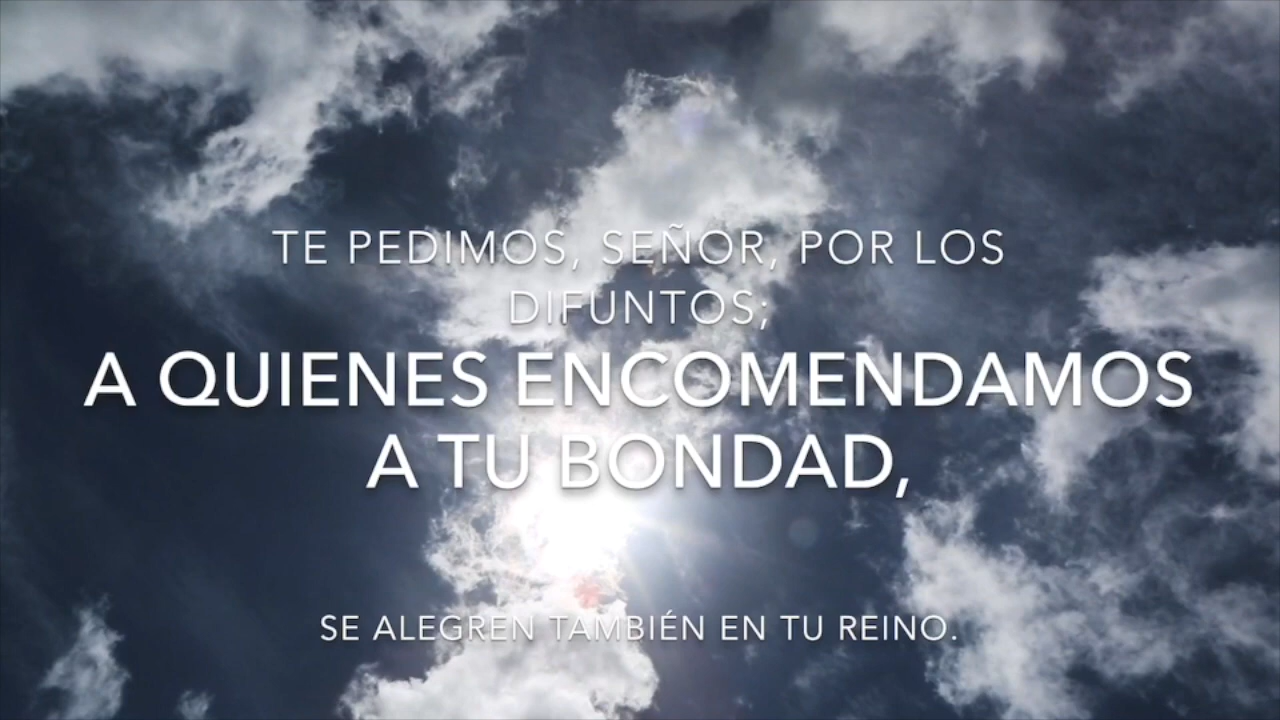 TE PEDIMOS, SEÑOR, POR LOS
DIFUNTOS;
A QUIENES ENCOMENDAMOS
A TU BONDAD,
SE ALEGREN TAMBIÉN EN TU REINO.